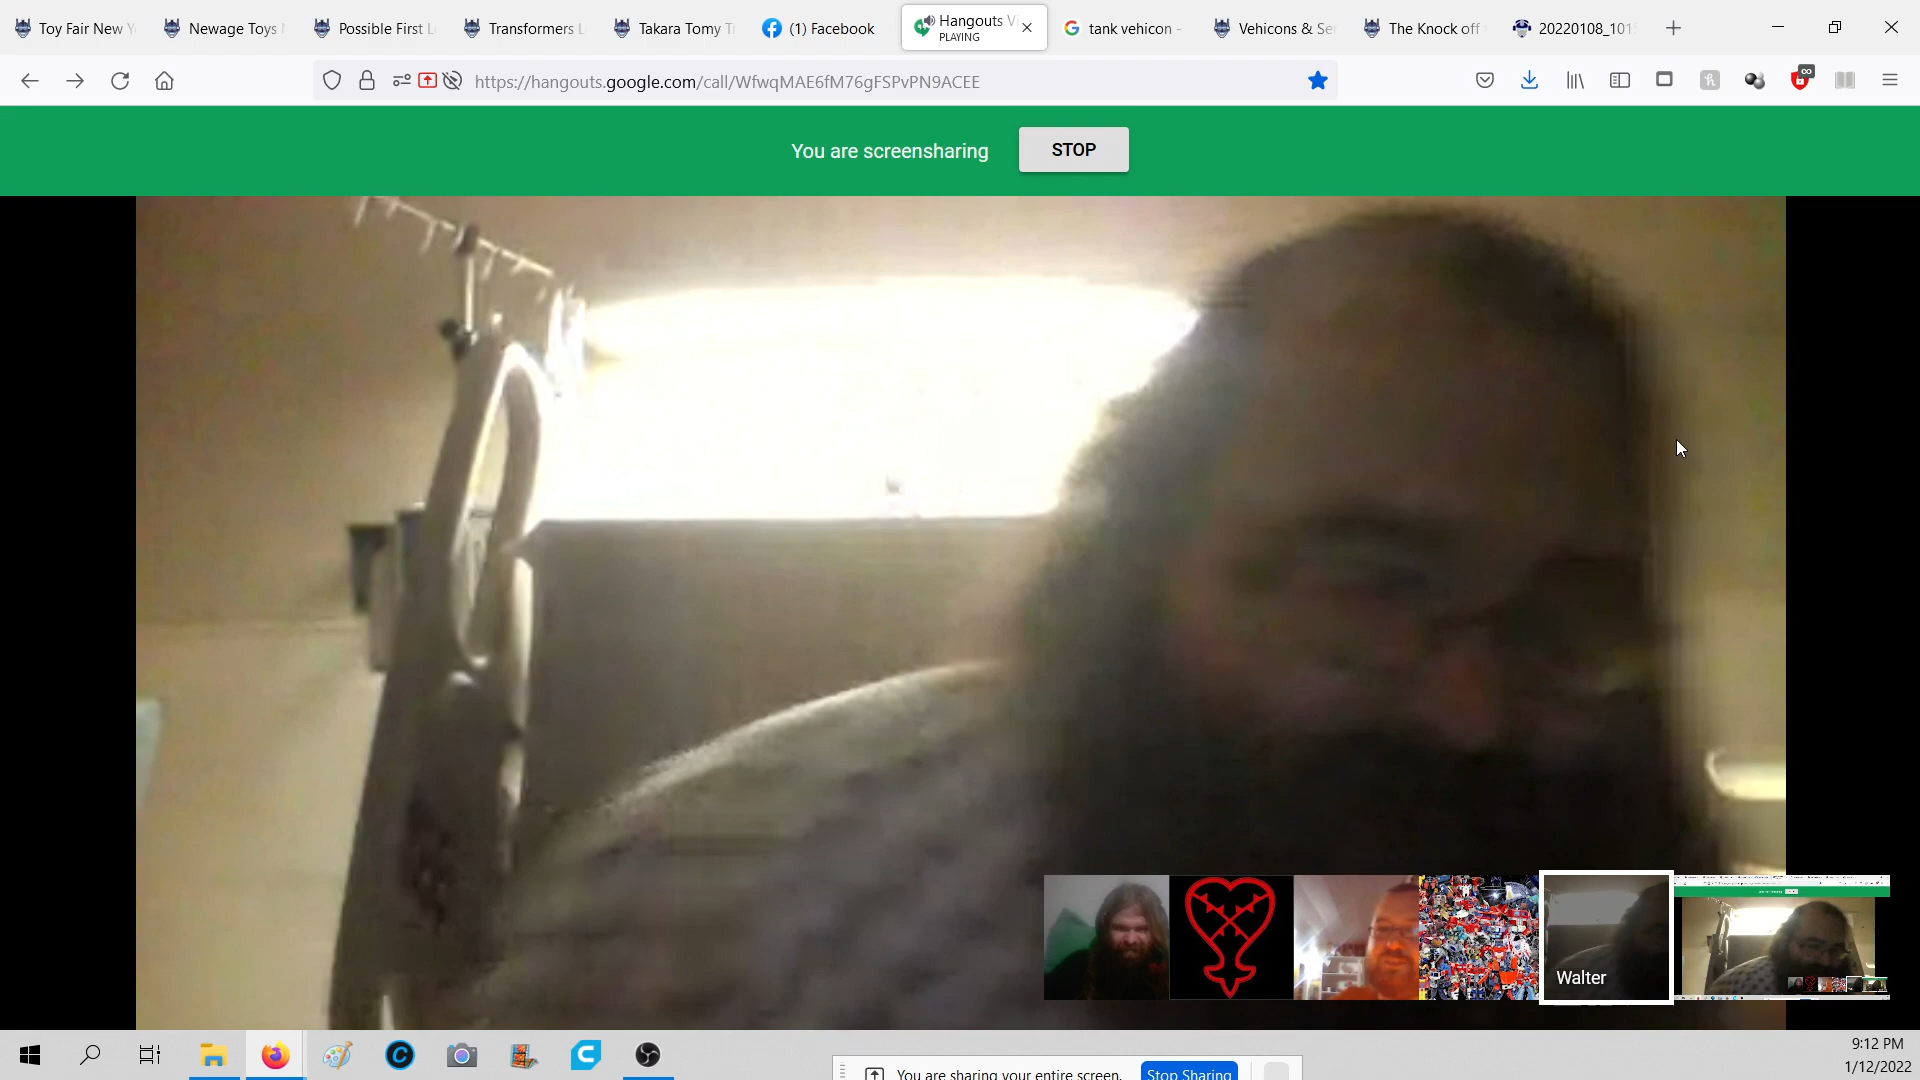 Toy Fair New Y
Newage Toys
Possible First L
Transformers L
Takara Tomy Tr
(1) Facebook
Hangouts Vi
PLAYING
tank vehicon -
Vehicons & Se
The Knock off
20220108_101
https://hangouts.google.com/call/WfwqMAE6fM76gFSPvPN9ACEE
You are screensharing
STOP
Walter
9:12 PM
1/12/2022
You are sharing your entire screen.
Stop Sharing